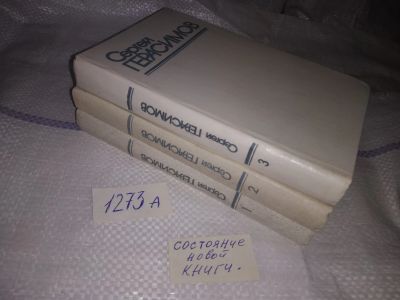 Сергей
ГЕРАСИМОВ
Сергей ГЕРАСИМОВ 3
Сергей ГЕРАСИМОВ 2
Сергей ГЕРАСИМОВ 1
1273 А
состояние
новой
книги.